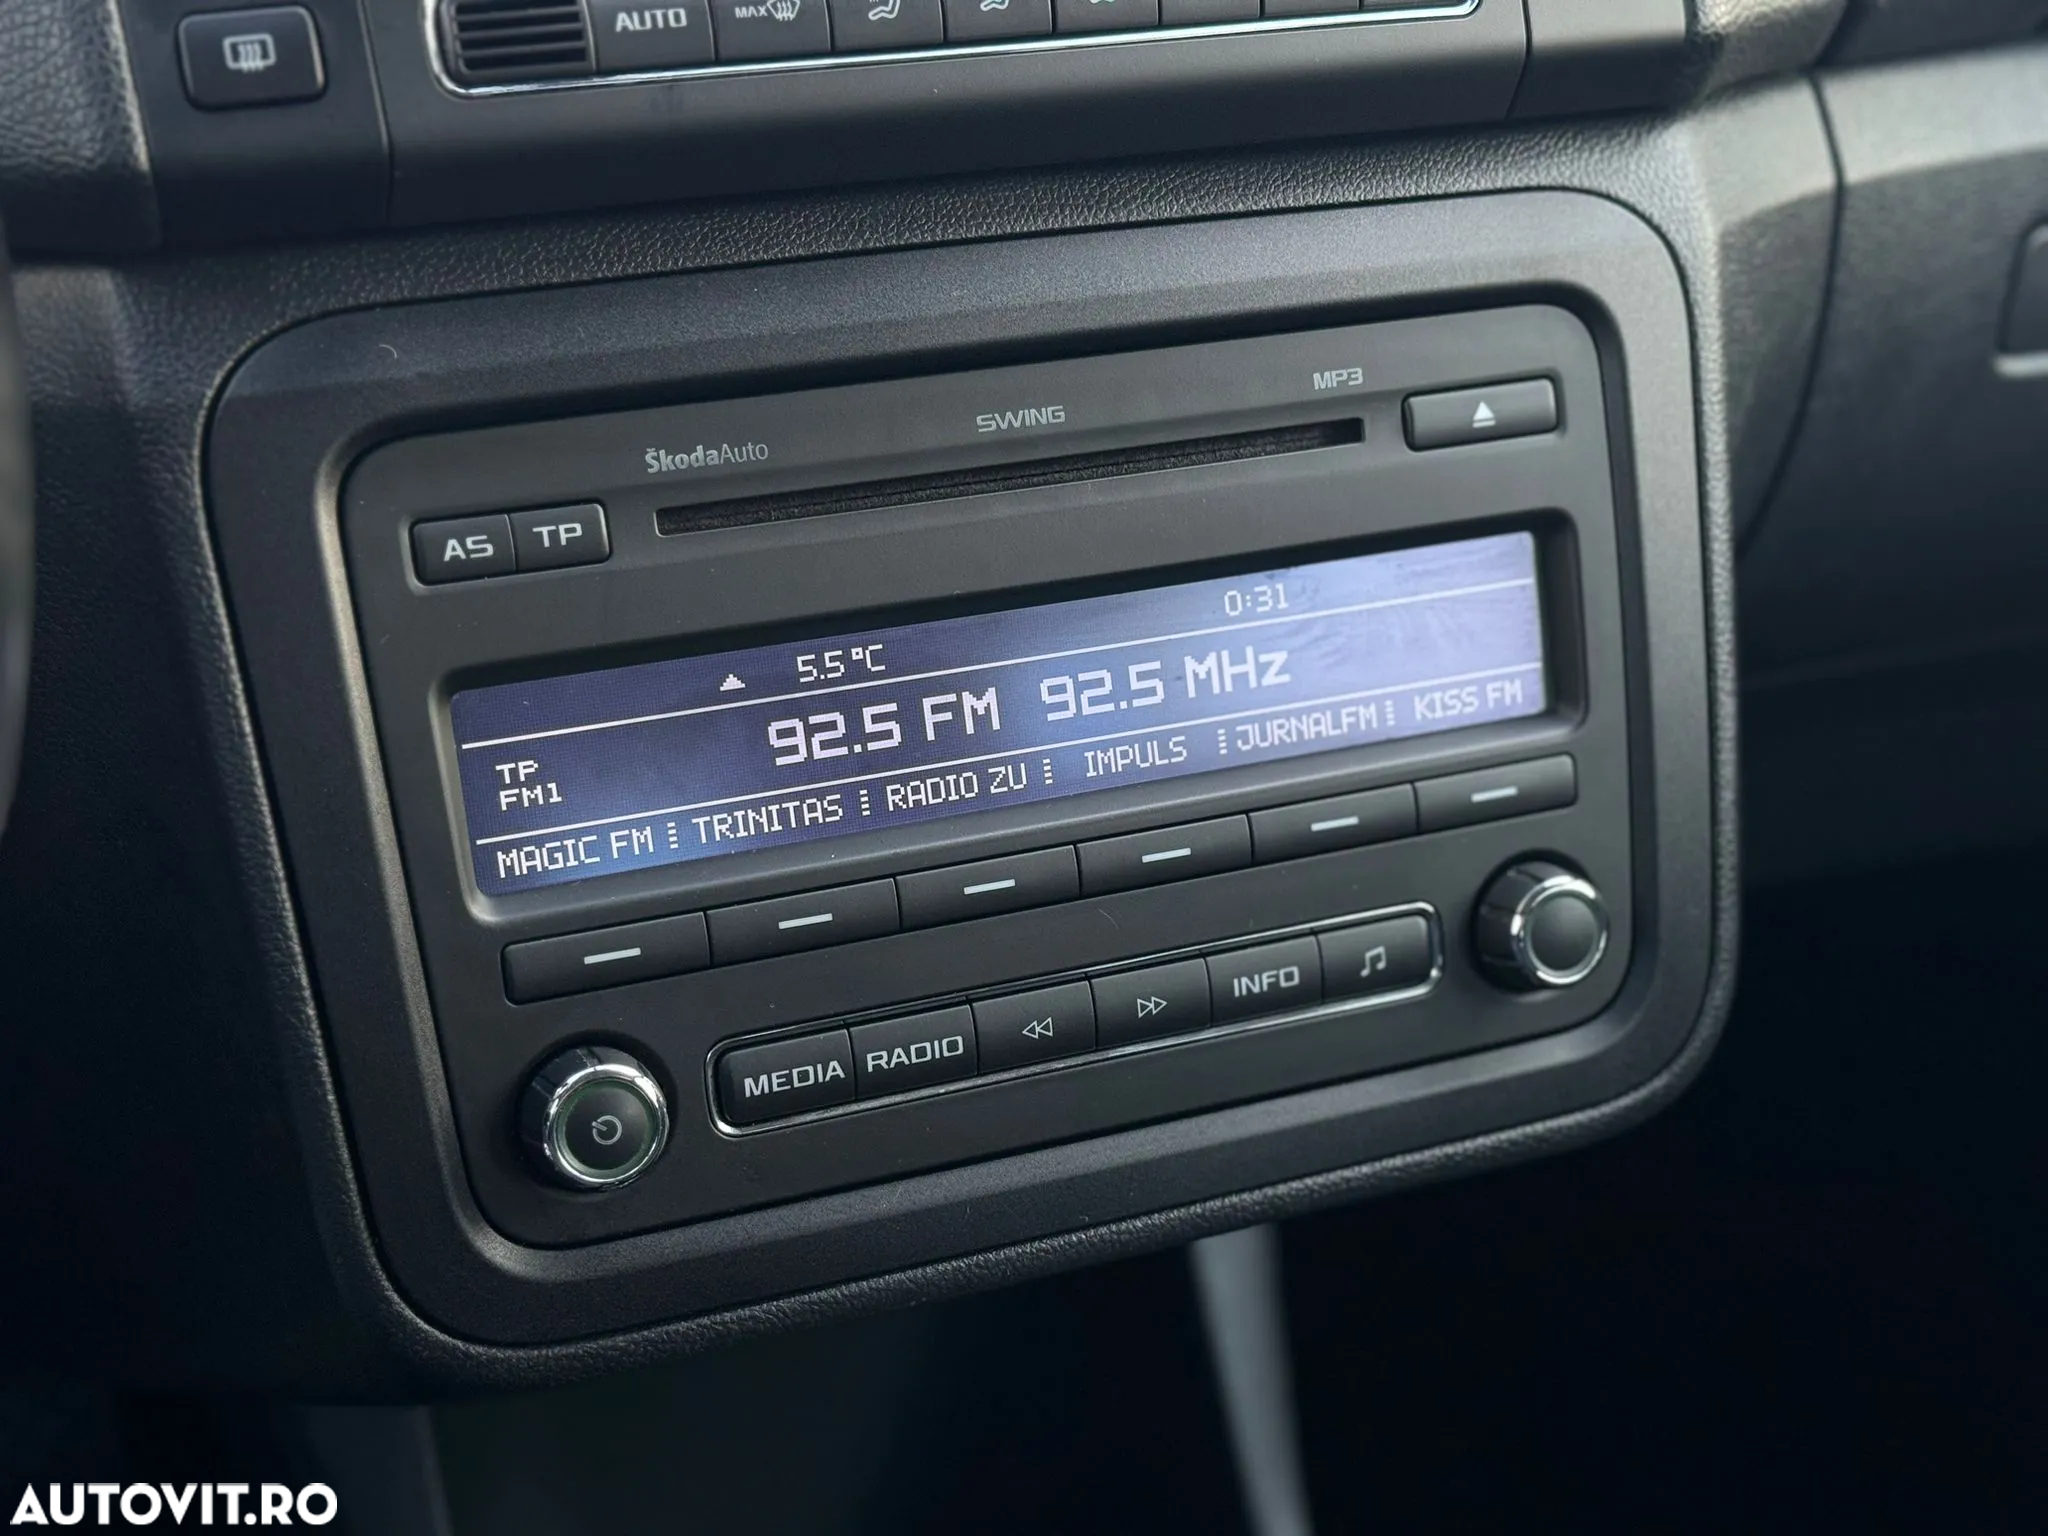 AUTO MAX
MP3
SWING
ŠkodaAuto
AS TP
0:31
5.5°C
92.5 FM 92.5 MHz
TP
FM1
MAGIC FM TRINITAS RADIO ZU IMPULS JURNALFM KISS FM
MEDIA RADIO INFO
AUTOVIT.RO